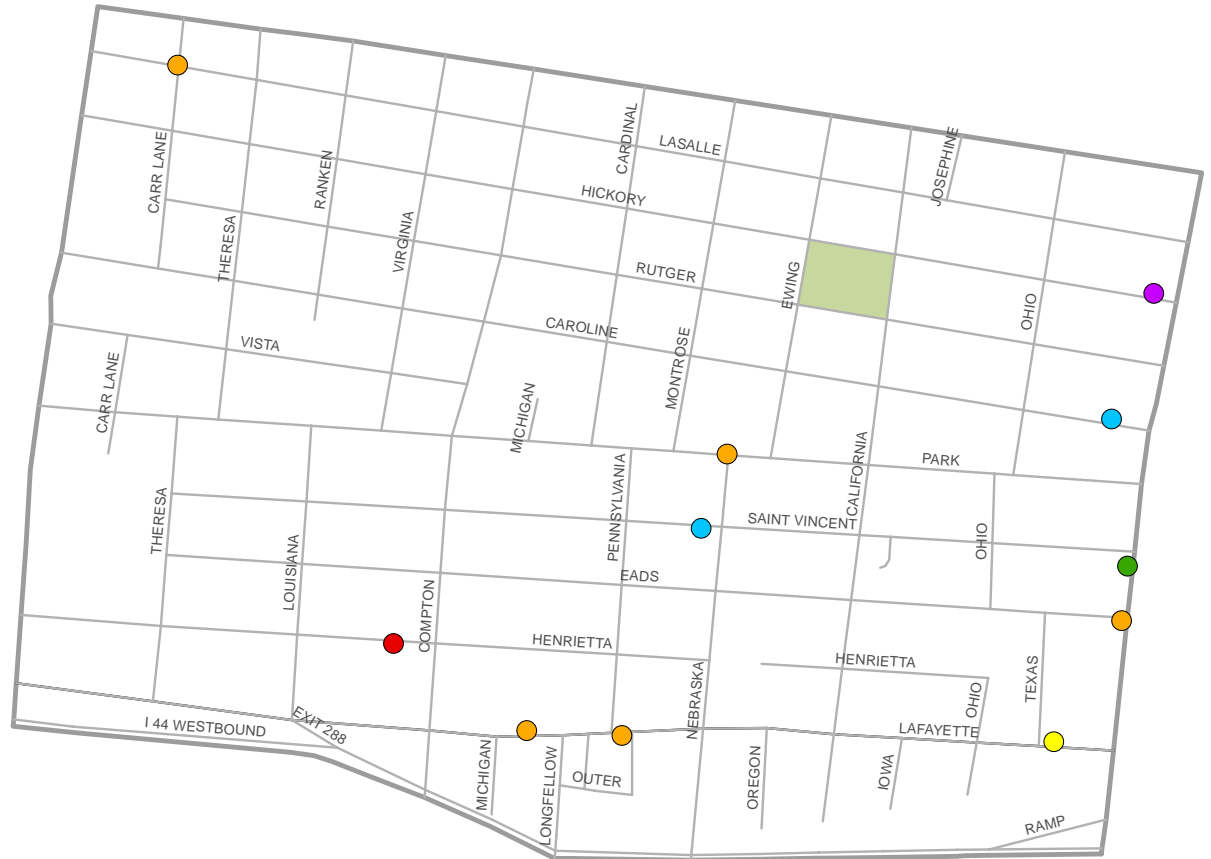 CARDINAL
LASALLE
JOSEPHINE
CARR LANE
RANKEN
HICKORY
THERESA
VIRGINIA
RUTGER
EWING
OHIO
CAROLINE
VISTA
MONTROSE
CARR LANE
MICHIGAN
CALIFORNIA
PARK
PENNSYLVANIA
SAINT VINCENT
THERESA
OHIO
LOUISIANA
EADS
COMPTON
HENRIETTA
HENRIETTA
TEXAS
NEBRASKA
OHIO
EXIT 288
I 44 WESTBOUND
LAFAYETTE
MICHIGAN
LONGFELLOW
OUTER
OREGON
IOWA
RAMP